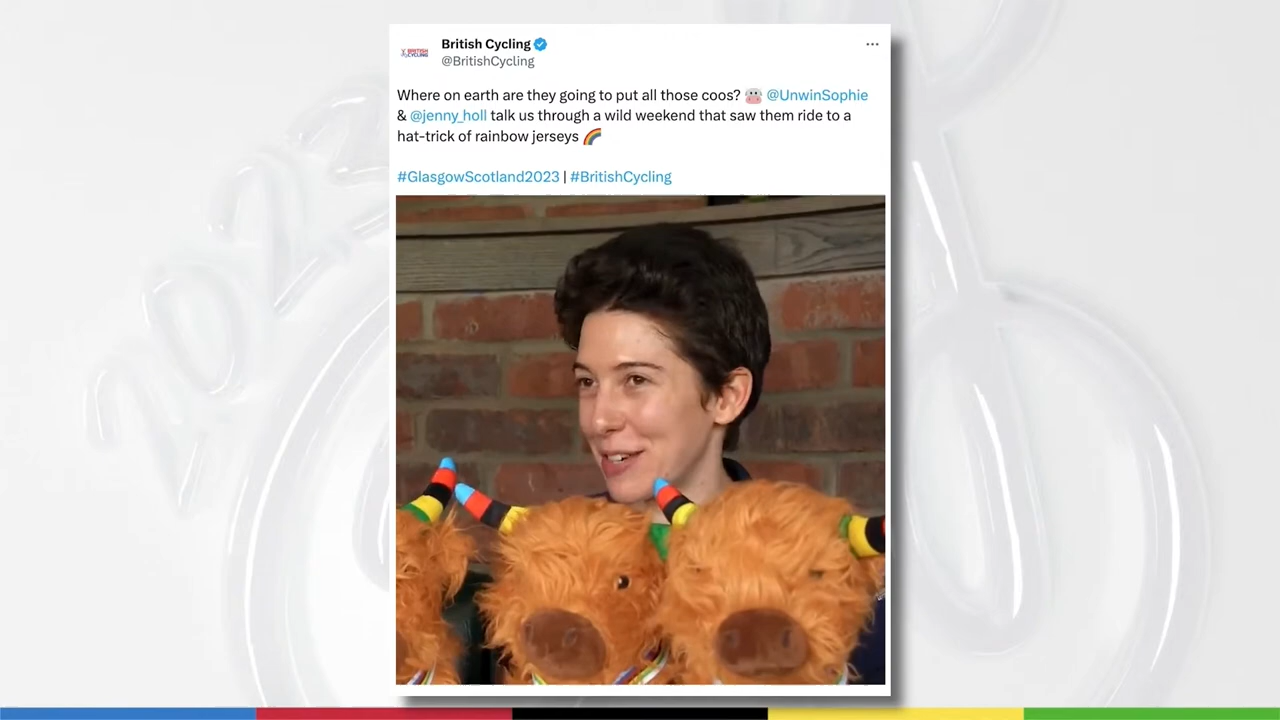 British Cycling
@BritishCycling
Where on earth are they going to put all those coos? 🐮 @UnwinSophie
& @jenny_holl talk us through a wild weekend that saw them ride to a
hat-trick of rainbow jerseys 🌈
#GlasgowScotland2023 | #BritishCycling